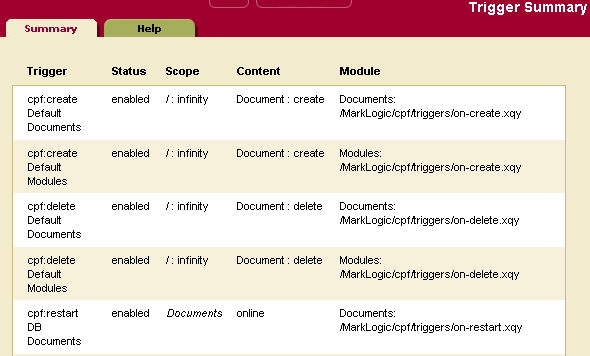 Trigger Summary
Summary Help
Trigger Status Scope Content Module
cpf:create enabled / : infinity Document : create Documents:
Default /MarkLogic/cpf/triggers/on-create.xqy
Documents
cpf:create enabled / : infinity Document : create Modules:
Default /MarkLogic/cpf/triggers/on-create.xqy
Modules
cpf:delete enabled / : infinity Document : delete Documents:
Default /MarkLogic/cpf/triggers/on-delete.xqy
Documents
cpf:delete enabled / : infinity Document : delete Modules:
Default /MarkLogic/cpf/triggers/on-delete.xqy
Modules
cpf:restart enabled Documents online Documents:
DB /MarkLogic/cpf/triggers/on-restart.xqy
Documents